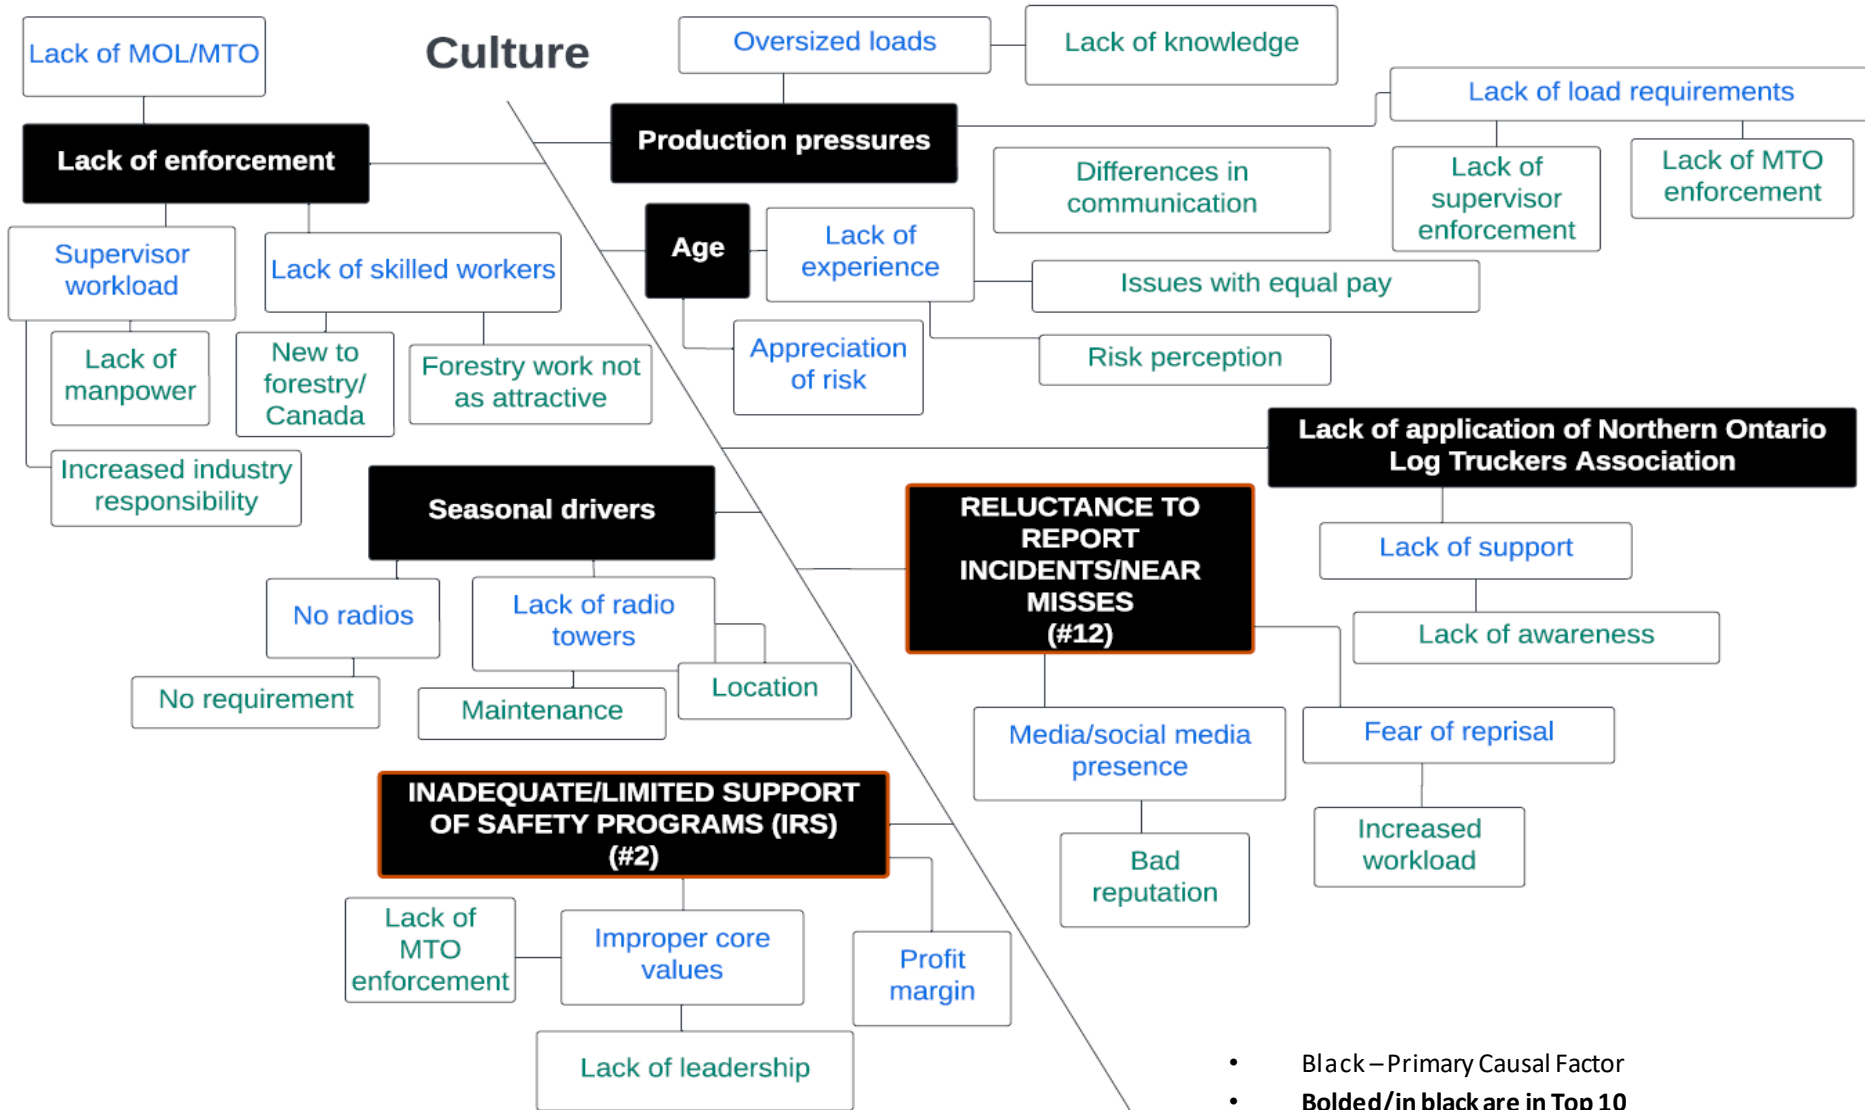 Culture
Lack of MOL/MTO
Lack of enforcement
Supervisor
workload
Lack of skilled workers
Lack of
manpower
New to
forestry/
Canada
Forestry work not
as attractive
Increased industry
responsibility
Oversized loads
Lack of knowledge
Production pressures
Lack of load requirements
Lack of
supervisor
enforcement
Lack of MTO
enforcement
Differences in
communication
Age
Lack of
experience
Issues with equal pay
Appreciation
of risk
Risk perception
Lack of application of Northern Ontario
Log Truckers Association
Lack of support
Lack of awareness
Seasonal drivers
No radios
Lack of radio
towers
No requirement
Maintenance
Location
RELUCTANCE TO
REPORT
INCIDENTS/NEAR
MISSES
(#12)
Media/social media
presence
Fear of reprisal
Bad
reputation
Increased
workload
INADEQUATE/LIMITED SUPPORT
OF SAFETY PROGRAMS (IRS)
(#2)
Lack of
MTO
enforcement
Improper core
values
Profit
margin
Lack of leadership
• Black – Primary Causal Factor
• Bolded/in black are in Top 10